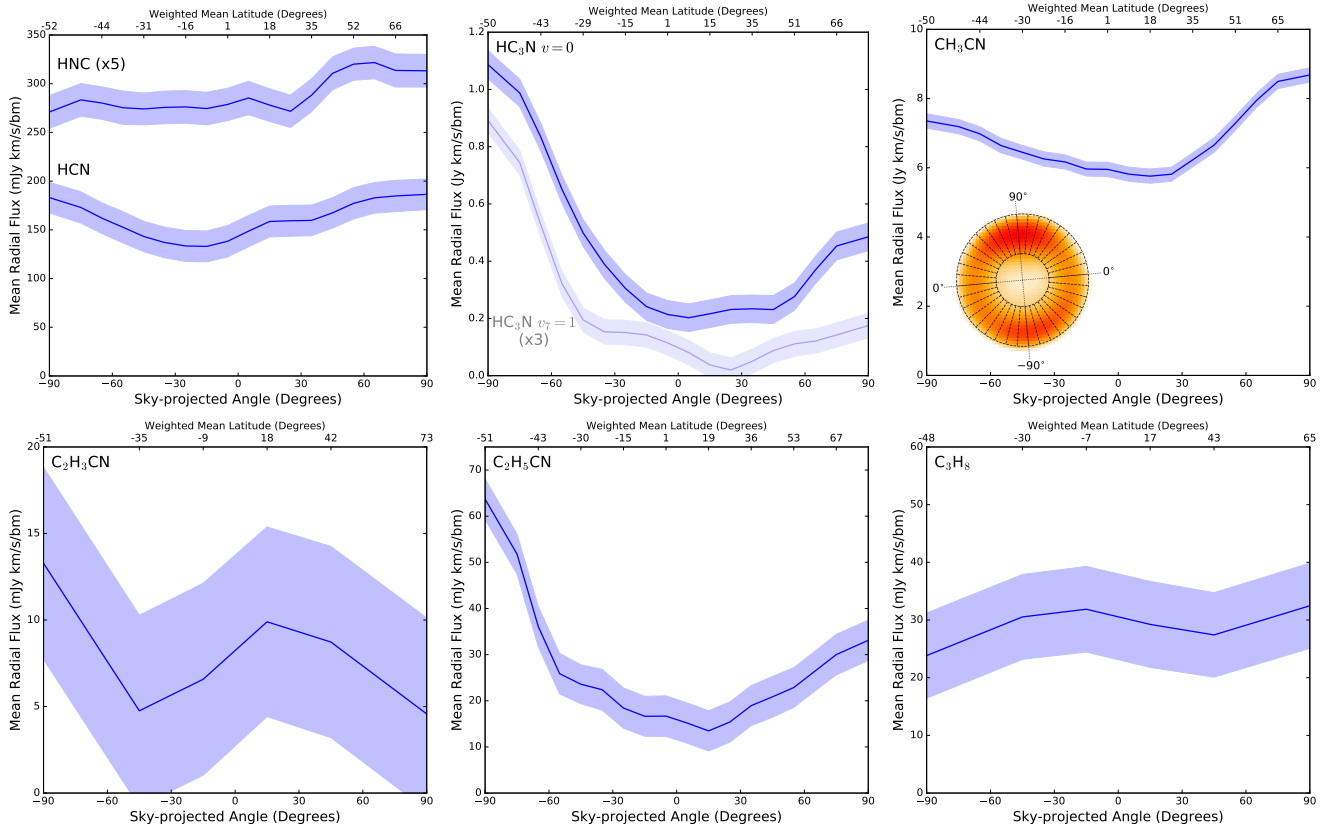 Weighted Mean Latitude (Degrees)
-52 -44 -31 -16 1 18 35 52 66
HNC (x5)
HCN
Mean Radial Flux (mJy km/s/bm)
350
300
250
200
150
100
50
0
−90 −60 −30 0 30 60 90
Sky-projected Angle (Degrees)
Weighted Mean Latitude (Degrees)
-50 -43 -29 -15 1 15 36 51 66
HC₃N v = 0
HC₃N v₇ = 1
(x3)
Mean Radial Flux (Jy km/s/bm)
1.2
1.0
0.8
0.6
0.4
0.2
0.0
−90 −60 −30 0 30 60 90
Sky-projected Angle (Degrees)
Weighted Mean Latitude (Degrees)
-50 -44 -30 -16 1 18 36 51 65
CH₃CN
90°
0°
0°
−90°
Mean Radial Flux (Jy km/s/bm)
10
8
6
4
2
0
−90 −60 −30 0 30 60 90
Sky-projected Angle (Degrees)
Weighted Mean Latitude (Degrees)
-51 -35 -9 18 42 73
C₂H₃CN
Mean Radial Flux (mJy km/s/bm)
20
15
10
5
0
−90 −60 −30 0 30 60 90
Sky-projected Angle (Degrees)
Weighted Mean Latitude (Degrees)
-51 -43 -30 -15 1 19 36 53 67
C₂H₅CN
Mean Radial Flux (mJy km/s/bm)
70
60
50
40
30
20
10
0
−90 −60 −30 0 30 60 90
Sky-projected Angle (Degrees)
Weighted Mean Latitude (Degrees)
-48 -30 -7 17 43 65
C₃H₈
Mean Radial Flux (mJy km/s/bm)
60
50
40
30
20
10
0
−90 −60 −30 0 30 60 90
Sky-projected Angle (Degrees)